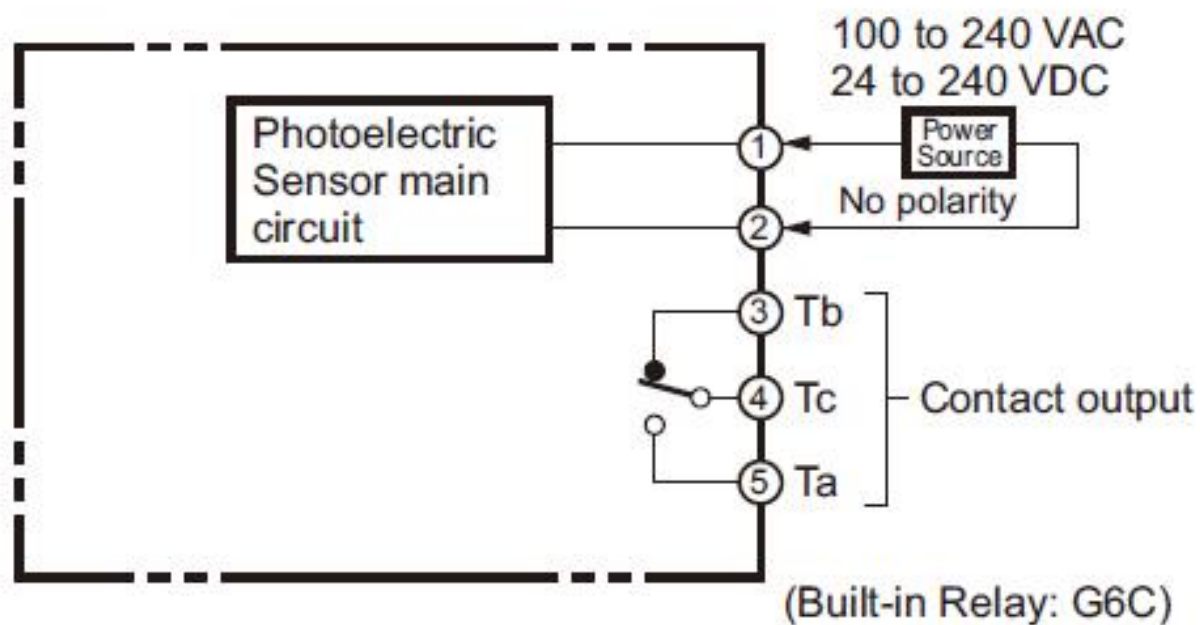 100 to 240 VAC
24 to 240 VDC
Photoelectric
Sensor main
circuit
1
Power
Source
No polarity
2
3 Tb
4 Tc
Contact output
5 Ta
(Built-in Relay: G6C)